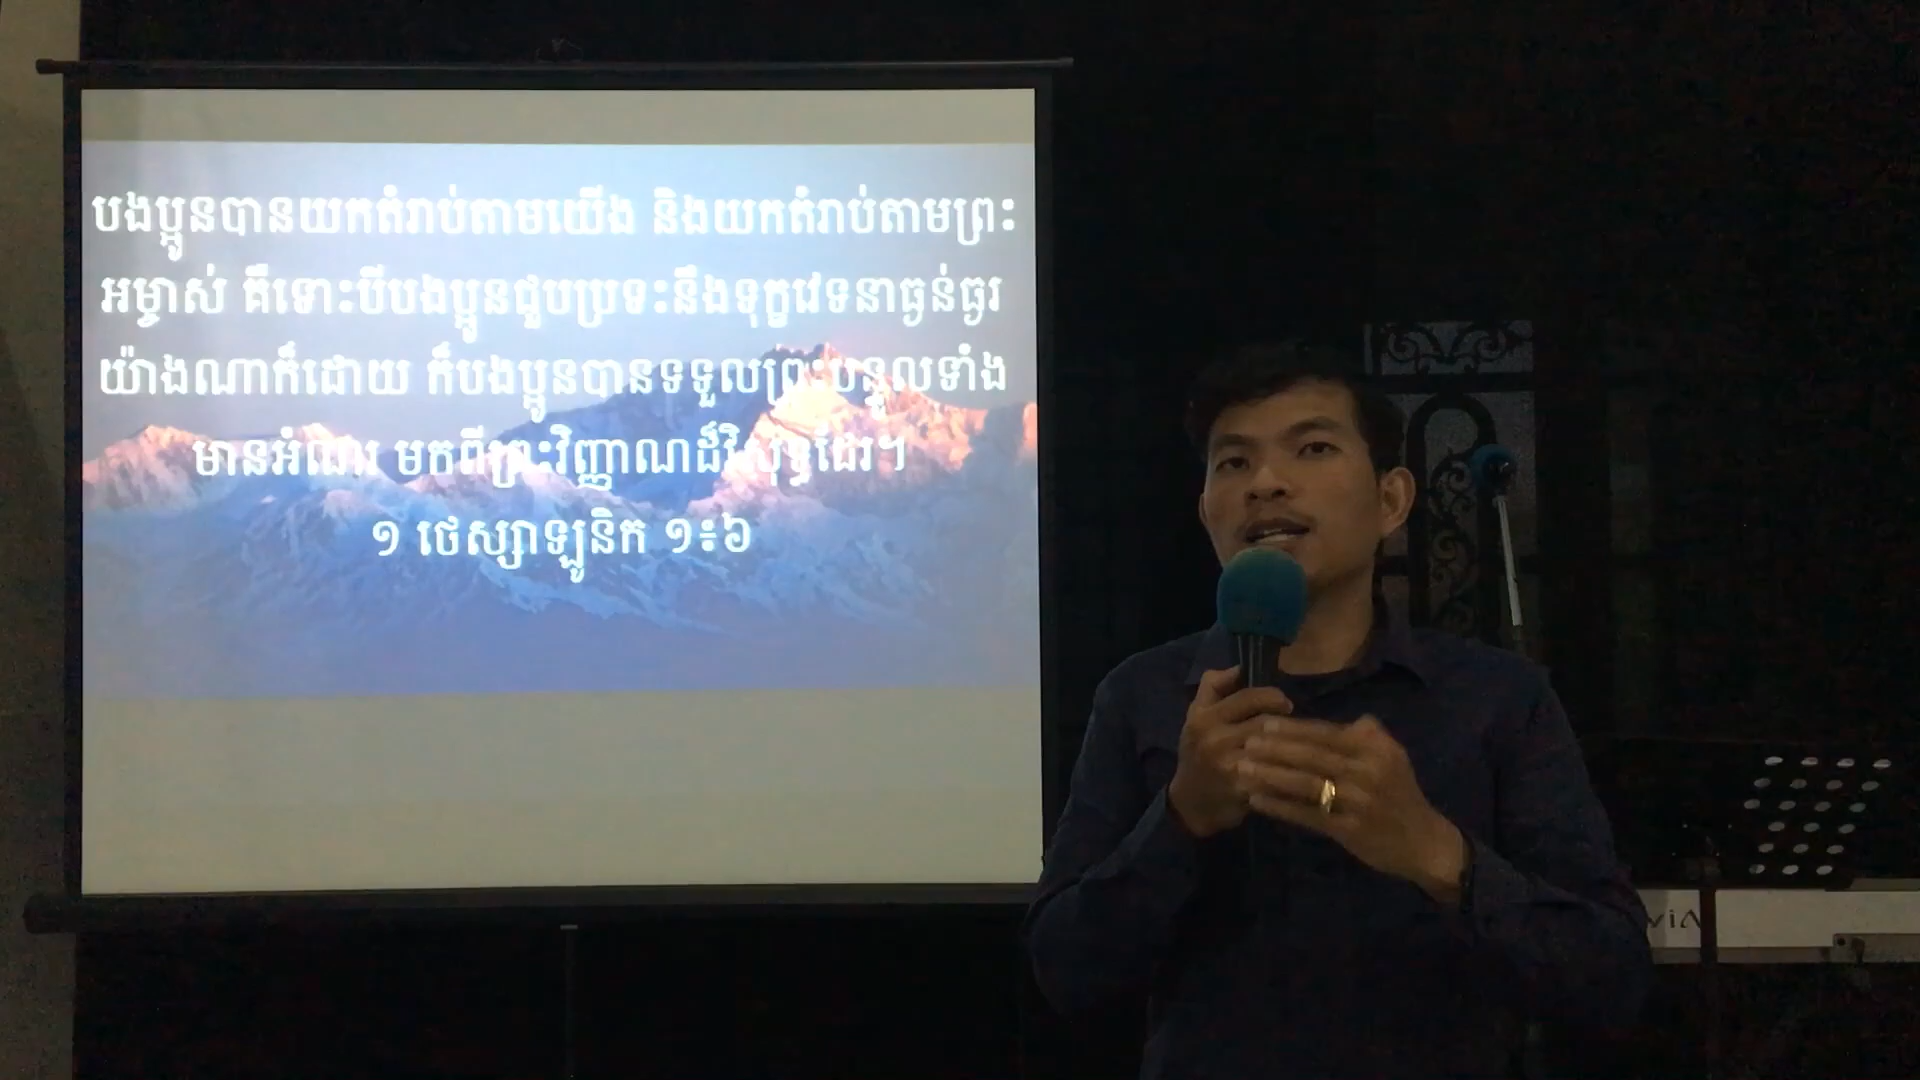 បងប្អូនបានយកតំរាប់តាមយើង និងយកតំរាប់តាមព្រះ
អម្ចាស់ គឺទោះបីបងប្អូនជួបប្រទះនឹងទុក្ខវេទនាធ្ងន់ធ្ងរ
យ៉ាងណាក៏ដោយ ក៏បងប្អូនបានទទួលព្រះបន្ទូលទាំង
មានអំណរ មកពីព្រះវិញ្ញាណដ៏វិសុទ្ធដែរ។
១ ថេស្សាឡូនិក ១៖៦